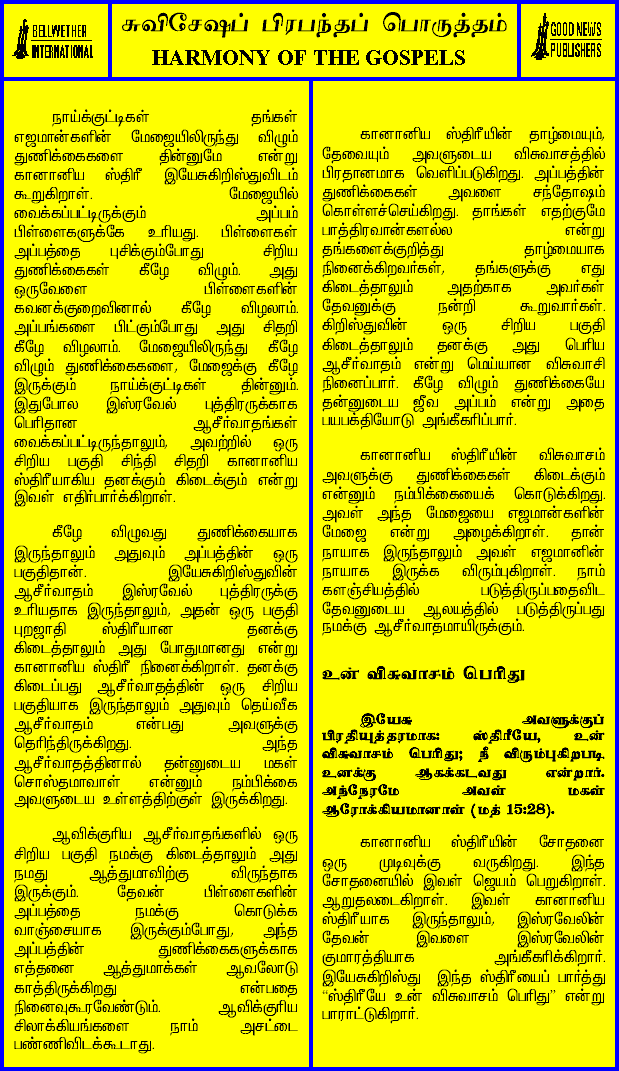 BELLWETHER
INTERNATIONAL
சுவிசேஷப் பிரபந்தப் பொருத்தம்
HARMONY OF THE GOSPELS
GOOD NEWS
PUBLISHERS
நாய்க்குட்டிகள் தங்கள்
எஜமான்களின் மேஜையிலிருந்து விழும்
துணிக்கைகளை தின்னுமே என்று
கானானிய ஸ்திரீ இயேசுகிறிஸ்துவிடம்
கூறுகிறாள். மேஜையில்
வைக்கப்பட்டிருக்கும் அப்பம்
பிள்ளைகளுக்கே உரியது. பிள்ளைகள்
அப்பத்தை புசிக்கும்போது சிறிய
துணிக்கைகள் கீழே விழும். அது
ஒருவேளை பிள்ளைகளின்
கவனக்குறைவினால் கீழே விழலாம்.
அப்பங்களை பிட்கும்போது அது சிதறி
கீழே விழலாம். மேஜையிலிருந்து கீழே
விழும் துணிக்கைகளை, மேஜைக்கு கீழே
இருக்கும் நாய்க்குட்டிகள் தின்னும்.
இதுபோல இஸ்ரவேல் புத்திரருக்காக
பெரிதான ஆசீர்வாதங்கள்
வைக்கப்பட்டிருந்தாலும், அவற்றில் ஒரு
சிறிய பகுதி சிந்தி சிதறி கானானிய
ஸ்திரீயாகிய தனக்கும் கிடைக்கும் என்று
இவள் எதிர்பார்க்கிறாள்.
கீழே விழுவது துணிக்கையாக
இருந்தாலும் அதுவும் அப்பத்தின் ஒரு
பகுதிதான். இயேசுகிறிஸ்துவின்
ஆசீர்வாதம் இஸ்ரவேல் புத்திரருக்கு
உரியதாக இருந்தாலும், அதன் ஒரு பகுதி
புறஜாதி ஸ்திரீயான தனக்கு
கிடைத்தாலும் அது போதுமானது என்று
கானானிய ஸ்திரீ நினைக்கிறாள். தனக்கு
கிடைப்பது ஆசீர்வாதத்தின் ஒரு சிறிய
பகுதியாக இருந்தாலும் அதுவும் தெய்வீக
ஆசீர்வாதம் என்பது அவளுக்கு
தெரிந்திருக்கிறது. அந்த
ஆசீர்வாதத்தினால் தன்னுடைய மகள்
சொஸ்தமாவாள் என்னும் நம்பிக்கை
அவளுடைய உள்ளத்திற்குள் இருக்கிறது.
ஆவிக்குரிய ஆசீர்வாதங்களில் ஒரு
சிறிய பகுதி நமக்கு கிடைத்தாலும் அது
நமது ஆத்துமாவிற்கு விருந்தாக
இருக்கும். தேவன் பிள்ளைகளின்
அப்பத்தை நமக்கு கொடுக்க
வாஞ்சையாக இருக்கும்போது, அந்த
அப்பத்தின் துணிக்கைகளுக்காக
எத்தனை ஆத்துமாக்கள் ஆவலோடு
காத்திருக்கிறது என்பதை
நினைவுகூரவேண்டும். ஆவிக்குரிய
சிலாக்கியங்களை நாம் அசட்டை
பண்ணிவிடக்கூடாது.
கானானிய ஸ்திரீயின் தாழ்மையும்,
தேவையும் அவளுடைய விசுவாசத்தில்
பிரதானமாக வெளிப்படுகிறது. அப்பத்தின்
துணிக்கைகள் அவளை சந்தோஷம்
கொள்ளச்செய்கிறது. தாங்கள் எதற்குமே
பாத்திரவான்களல்ல என்று
தங்களைக்குறித்து தாழ்மையாக
நினைக்கிறவர்கள், தங்களுக்கு எது
கிடைத்தாலும் அதற்காக அவர்கள்
தேவனுக்கு நன்றி கூறுவார்கள்.
கிறிஸ்துவின் ஒரு சிறிய பகுதி
கிடைத்தாலும் தனக்கு அது பெரிய
ஆசீர்வாதம் என்று மெய்யான விசுவாசி
நினைப்பார். கீழே விழும் துணிக்கையே
தன்னுடைய ஜீவ அப்பம் என்று அதை
பயபக்தியோடு அங்கீகரிப்பார்.
கானானிய ஸ்திரீயின் விசுவாசம்
அவளுக்கு துணிக்கைகள் கிடைக்கும்
என்னும் நம்பிக்கையைக் கொடுக்கிறது.
அவள் அந்த மேஜையை எஜமான்களின்
மேஜை என்று அழைக்கிறாள். தான்
நாயாக இருந்தாலும் அவள் எஜமானின்
நாயாக இருக்க விரும்புகிறாள். நாம்
களஞ்சியத்தில் படுத்திருப்பதைவிட
தேவனுடைய ஆலயத்தில் படுத்திருப்பது
நமக்கு ஆசீர்வாதமாயிருக்கும்.
உன் விசுவாசம் பெரிது
இயேசு அவளுக்குப்
பிரதியுத்தரமாக: ஸ்திரீயே, உன்
விசுவாசம் பெரிது; நீ விரும்புகிறபடி
உனக்கு ஆகக்கடவது என்றார்.
அந்நேரமே அவள் மகள்
ஆரோக்கியமானாள் (மத் 15:28).
கானானிய ஸ்திரீயின் சோதனை
ஒரு முடிவுக்கு வருகிறது. இந்த
சோதனையில் இவள் ஜெயம் பெறுகிறாள்.
ஆறுதலடைகிறாள். இவள் கானானிய
ஸ்திரீயாக இருந்தாலும், இஸ்ரவேலின்
தேவன் இவளை இஸ்ரவேலின்
குமாரத்தியாக அங்கீகரிக்கிறார்.
இயேசுகிறிஸ்து இந்த ஸ்திரீயைப் பார்த்து
“ஸ்திரீயே உன் விசுவாசம் பெரிது” என்று
பாராட்டுகிறார்.